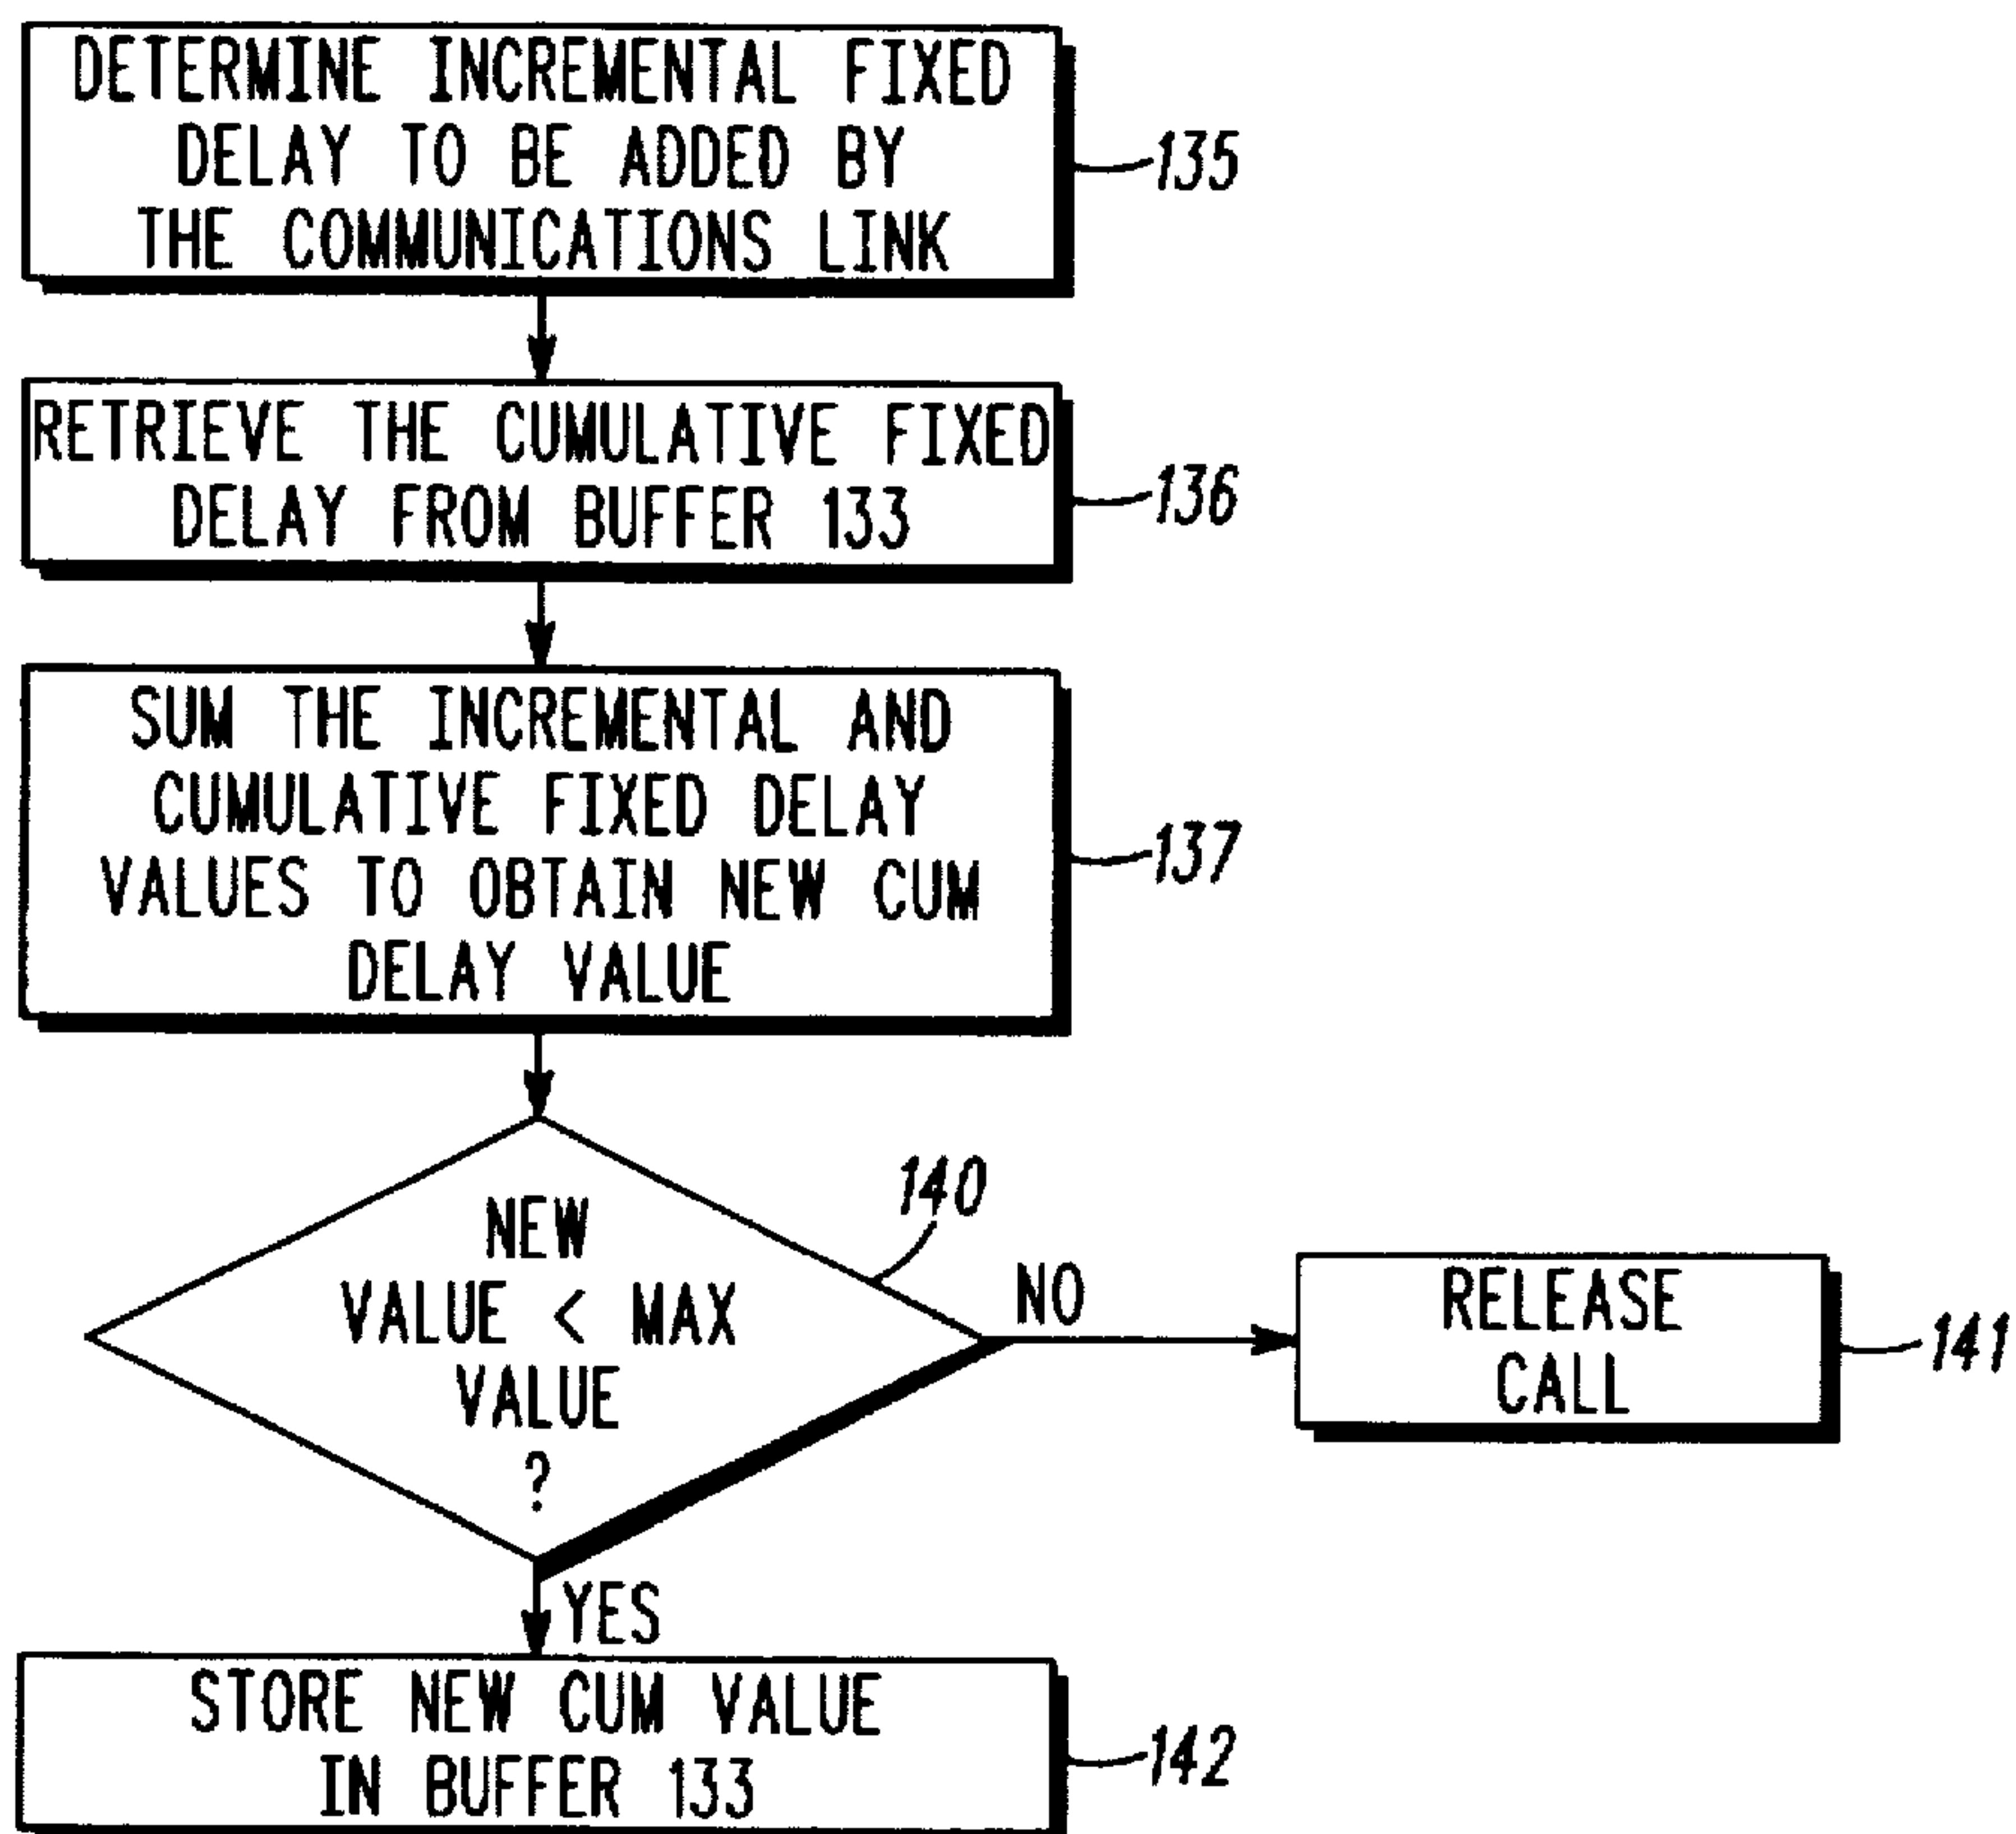 DETERMINE INCREMENTAL FIXED
DELAY TO BE ADDED BY
THE COMMUNICATIONS LINK
135
RETRIEVE THE CUMULATIVE FIXED
DELAY FROM BUFFER 133
136
SUM THE INCREMENTAL AND
CUMULATIVE FIXED DELAY
VALUES TO OBTAIN NEW CUM
DELAY VALUE
137
NEW
VALUE < MAX
VALUE
?
140
NO
RELEASE
CALL
141
YES
STORE NEW CUM VALUE
IN BUFFER 133
142